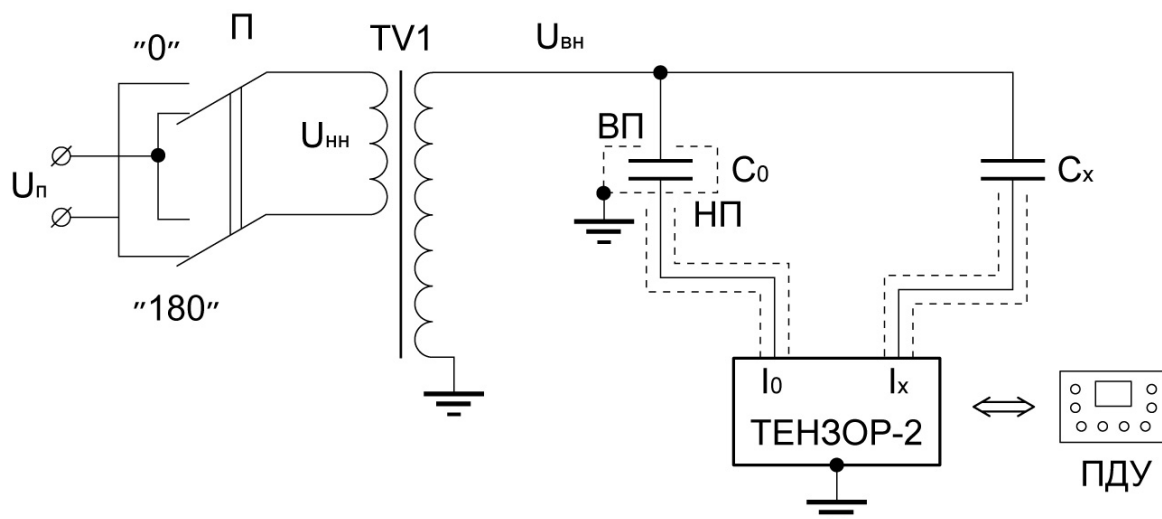 П
TV1
Uвн
"0"
Uнн
ВП
C0
Cx
Uп
НП
"180"
I0
Ix
ТЕНЗОР-2
ПДУ